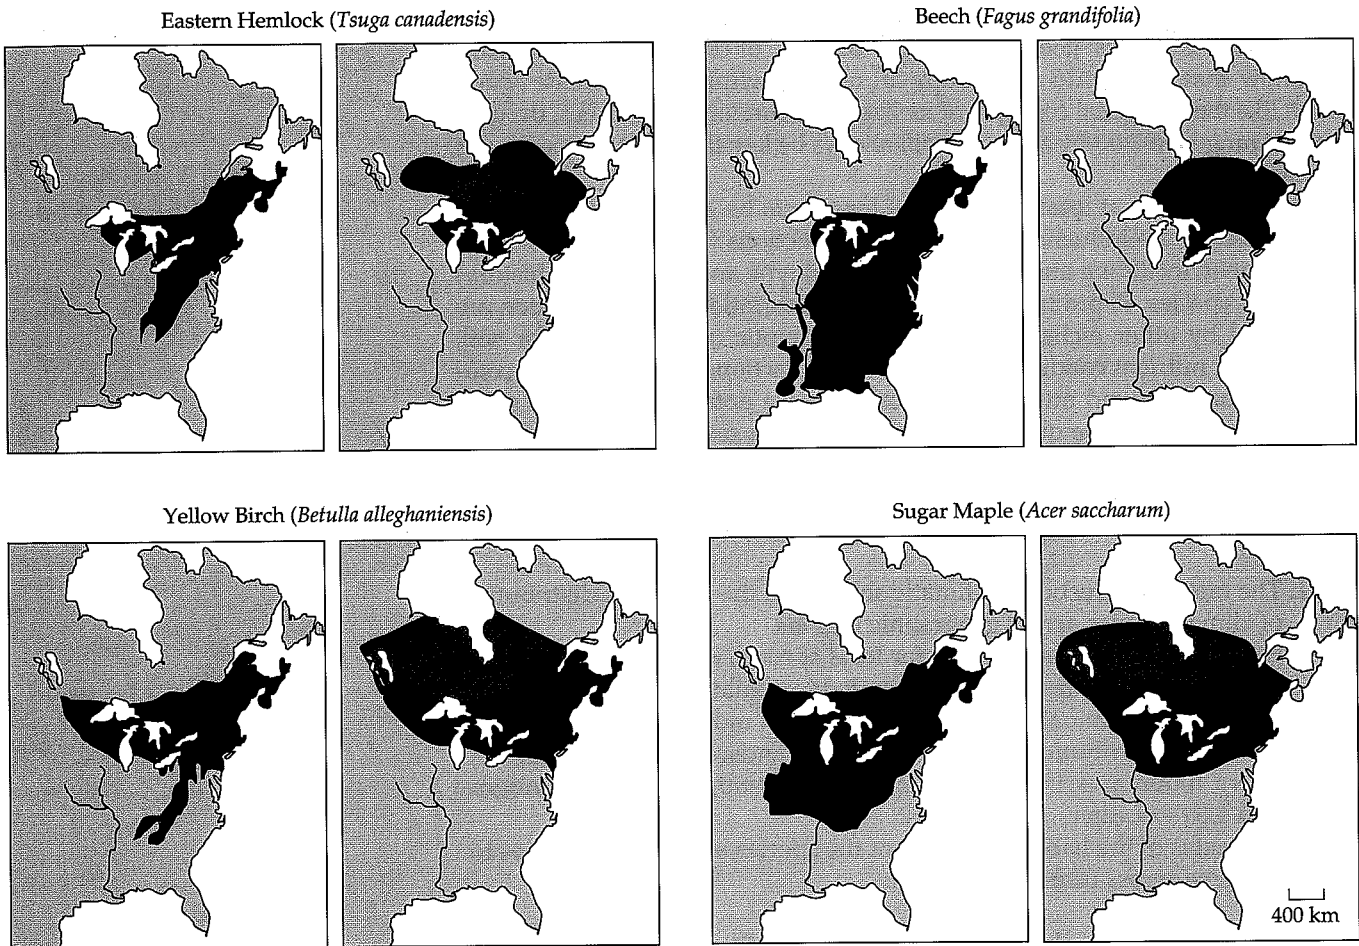 Eastern Hemlock (Tsuga canadensis)
Beech (Fagus grandifolia)
Yellow Birch (Betulla alleghaniensis)
Sugar Maple (Acer saccharum)
400 km